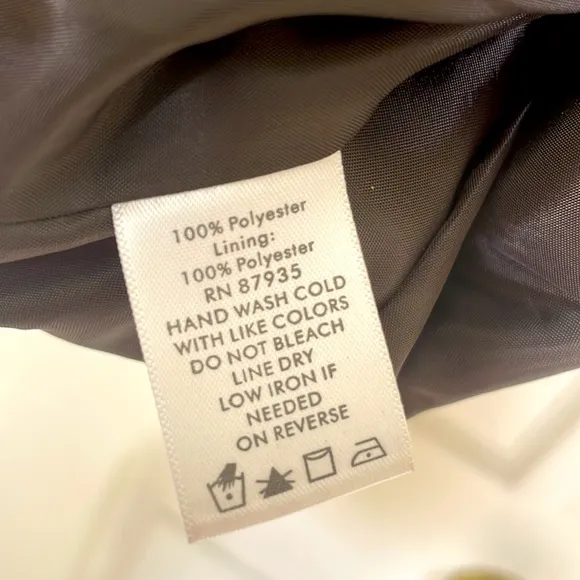 100% Polyester
Lining:
100% Polyester
RN 87935
HAND WASH COLD
WITH LIKE COLORS
DO NOT BLEACH
LINE DRY
LOW IRON IF
NEEDED
ON REVERSE